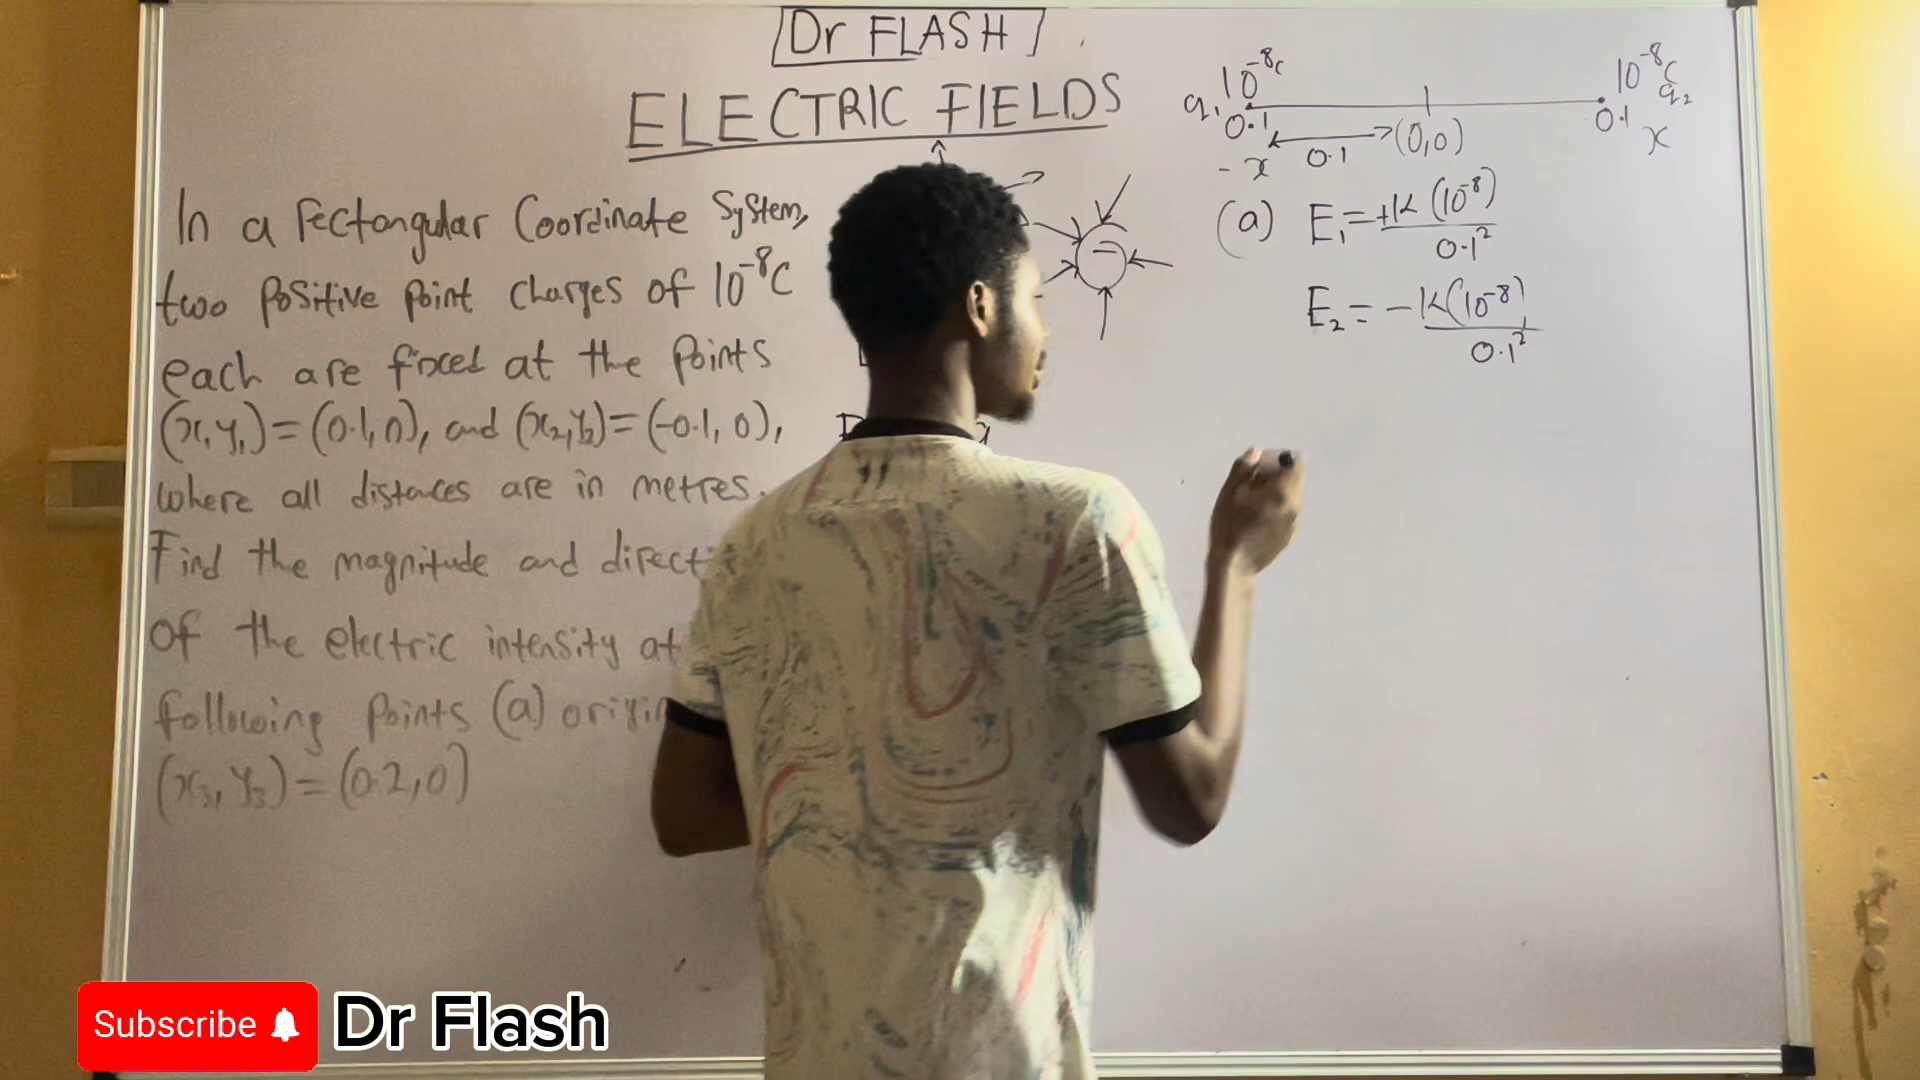 Dr FLASH
ELECTRIC FIELDS
In a rectangular Coordinate System,
two Positive Point Charges of 10⁻⁸C
each are fixed at the Points
(x₁,y₁)=(0.1,0), and (x₂,y₂)=(-0.1, 0),
where all distances are in metres.
Find the magnitude and
of the electric intensity at
following Points (a)
(x₃, y₃) = (0.2,0)
−
q₁ 10⁻⁸C
10⁻⁸C q₂
0.1 0.1 (0,0) 0.1
-x x
(a) E₁=+K(10⁻⁸)
0.1²
E₂=-K(10⁻⁸)
0.1²
Subscribe
Dr Flash